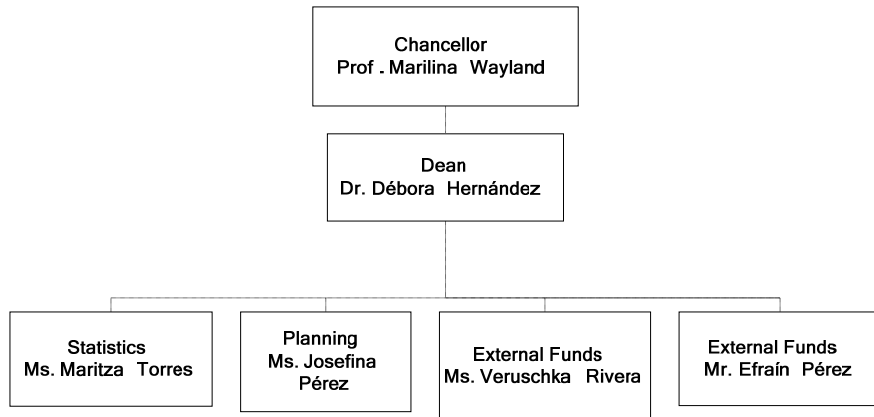 Chancellor
Prof . Marilina Wayland
Dean
Dr. Débora Hernández
Statistics
Ms. Maritza Torres
Planning
Ms. Josefina
Pérez
External Funds
Ms. Veruschka Rivera
External Funds
Mr. Efraín Pérez